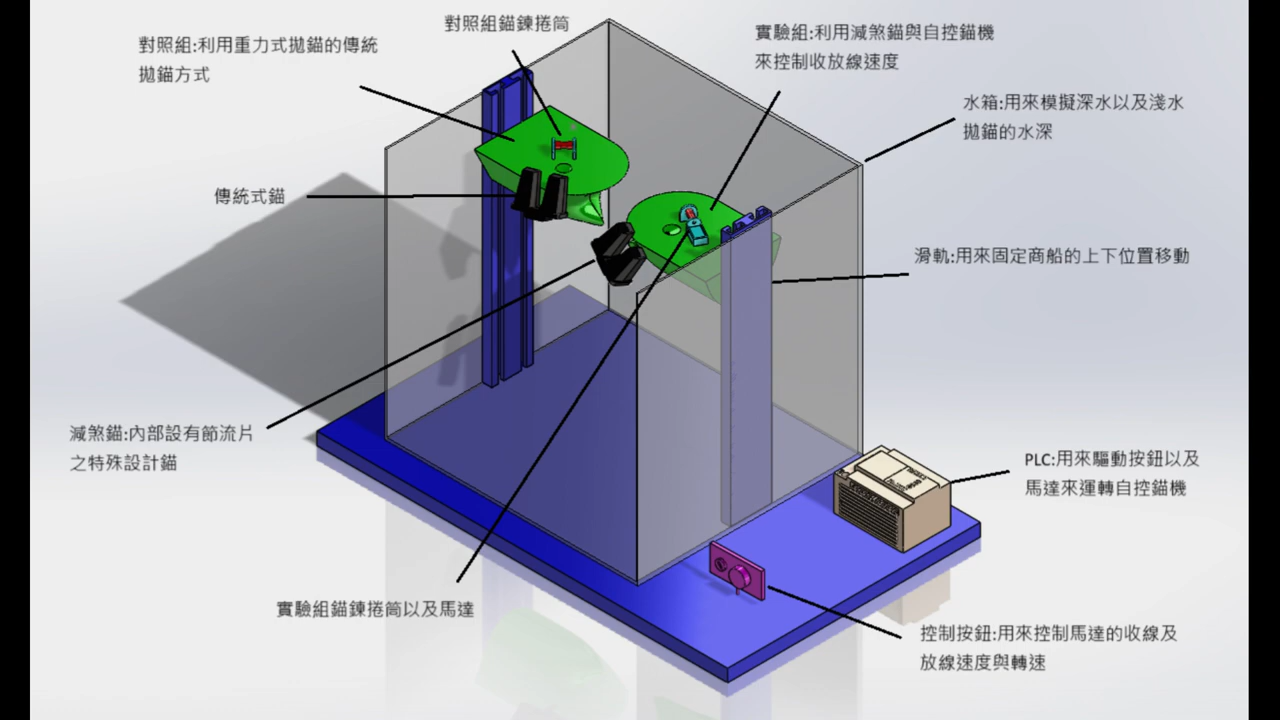 對照組錨鍊捲筒
對照組:利用重力式拋錨的傳統
拋錨方式
實驗組:利用減煞錨與自控錨機
來控制收放線速度
水箱:用來模擬深水以及淺水
拋錨的水深
傳統式錨
滑軌:用來固定商船的上下位置移動
減煞錨:內部設有節流片
之特殊設計錨
PLC:用來驅動按鈕以及
馬達來運轉自控錨機
實驗組錨鍊捲筒以及馬達
控制按鈕:用來控制馬達的收線及
放線速度與轉速